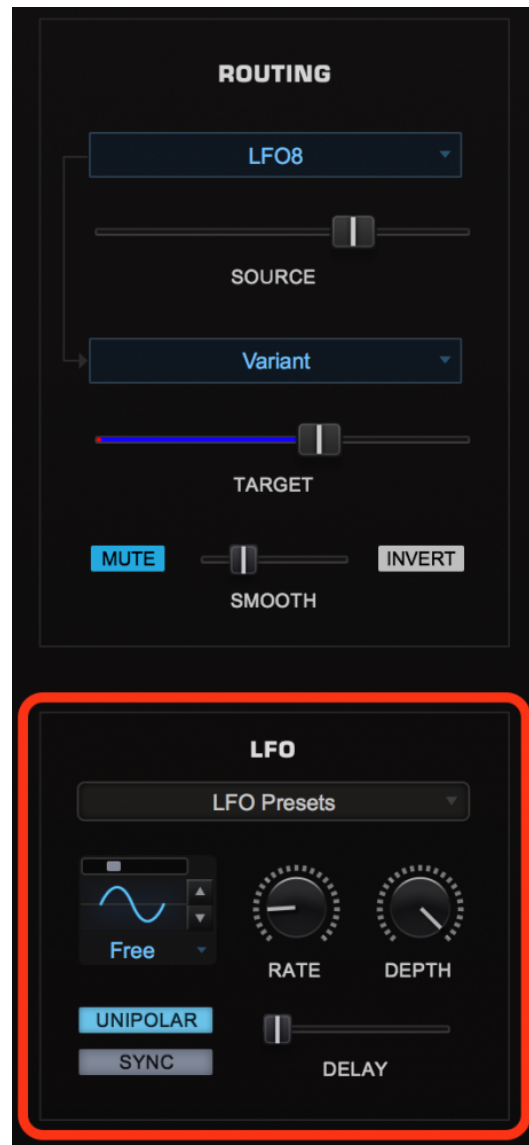 ROUTING
LFO8
SOURCE
Variant
TARGET
MUTE
INVERT
SMOOTH
LFO
LFO Presets
Free
RATE
DEPTH
UNIPOLAR
SYNC
DELAY